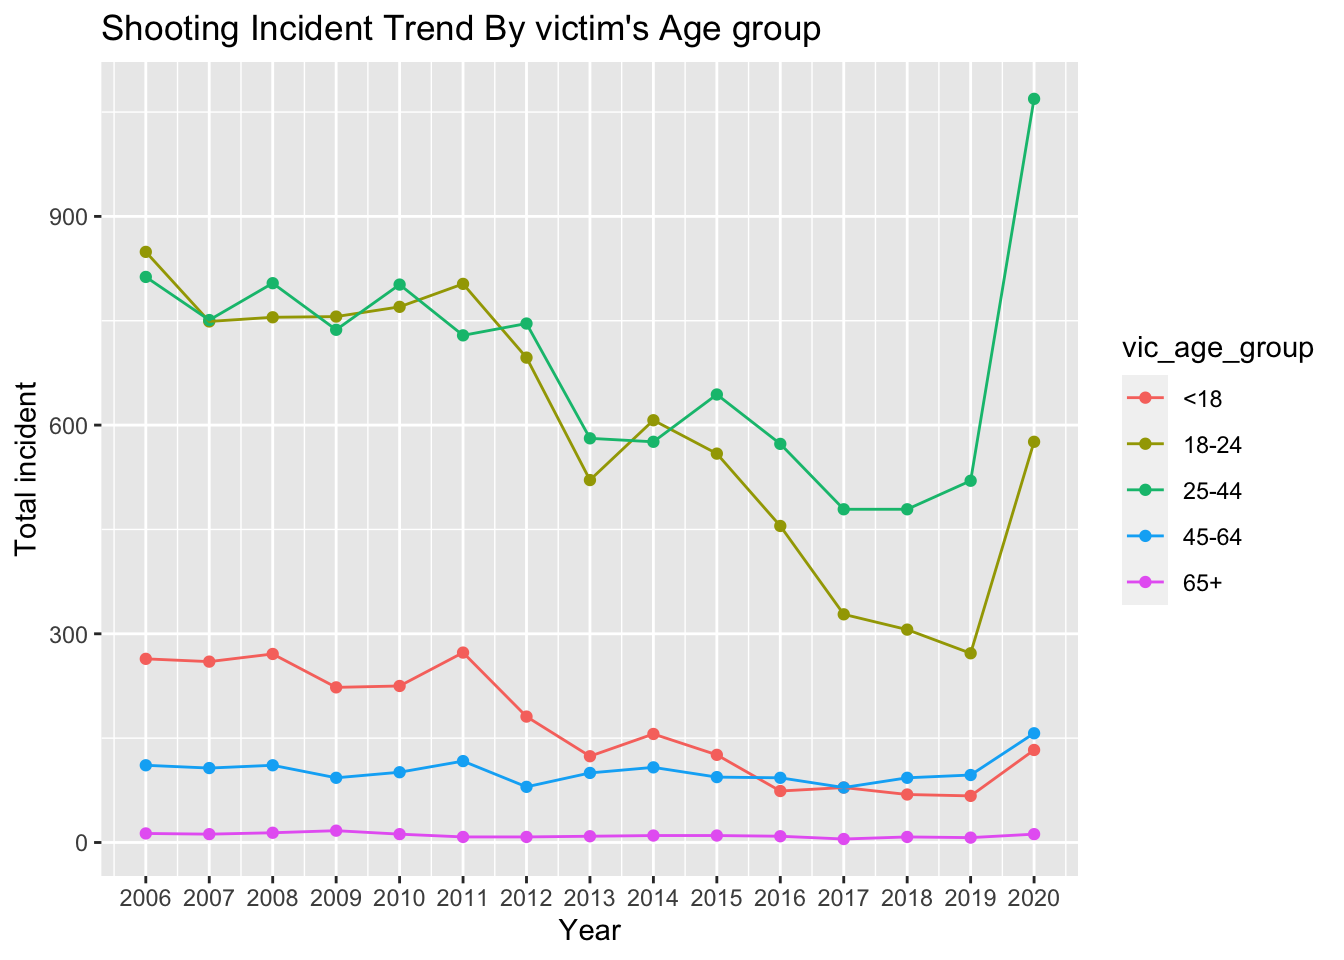 Shooting Incident Trend By victim's Age group
900
600
300
0
Total incident
2006 2007 2008 2009 2010 2011 2012 2013 2014 2015 2016 2017 2018 2019 2020
Year
vic_age_group
<18
18-24
25-44
45-64
65+